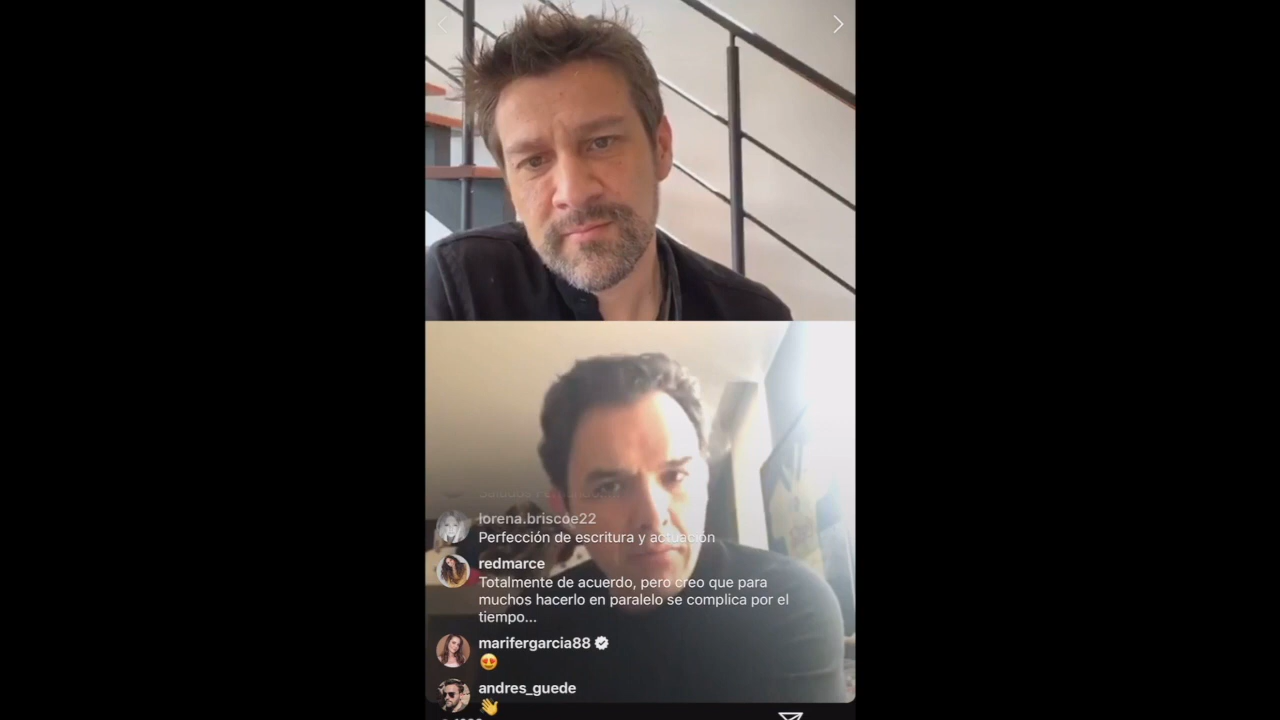 lorena.briscoe22
Perfección de escritura y actuación
redmarce
Totalmente de acuerdo, pero creo que para
muchos hacerlo en paralelo se complica por el
tiempo...
marifergarcia88
😍
andres_guede
👋